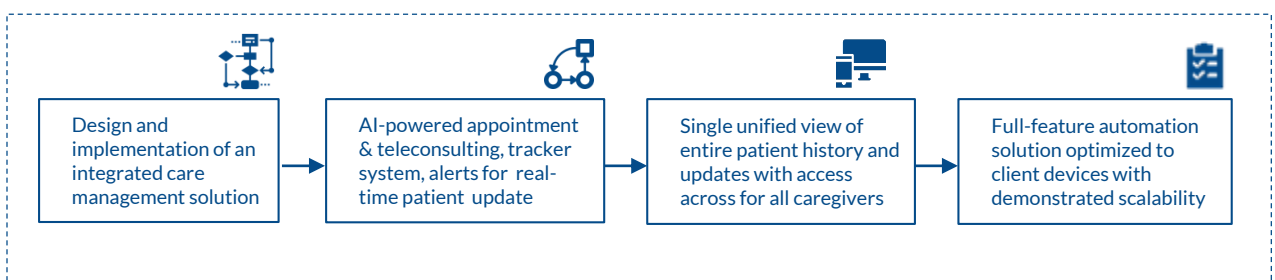 Design and
implementation of an
integrated care
management solution
AI-powered appointment
& teleconsulting, tracker
system, alerts for real-
time patient update
Single unified view of
entire patient history and
updates with access
across for all caregivers
Full-feature automation
solution optimized to
client devices with
demonstrated scalability